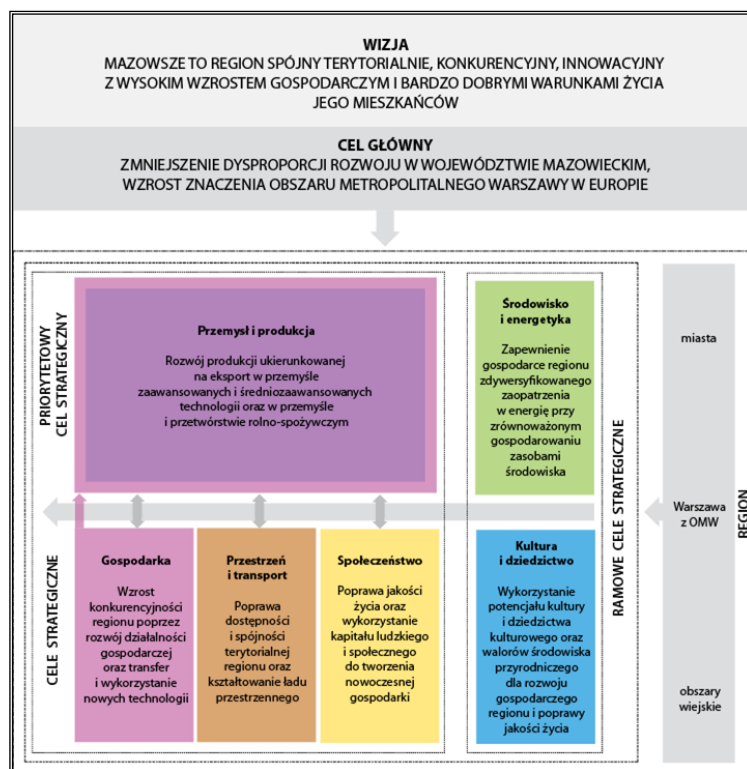 WIZJA
MAZOWSZE TO REGION SPÓJNY TERYTORIALNIE, KONKURENCYJNY, INNOWACYJNY
Z WYSOKIM WZROSTEM GOSPODARCZYM I BARDZO DOBRYMI WARUNKAMI ŻYCIA
JEGO MIESZKAŃCÓW
CEL GŁÓWNY
ZMNIEJSZENIE DYSPROPORCJI ROZWOJU W WOJEWÓDZTWIE MAZOWIECKIM,
WZROST ZNACZENIA OBSZARU METROPOLITALNEGO WARSZAWY W EUROPIE
PRIORYTETOWY
CEL STRATEGICZNY
Przemysł i produkcja
Rozwój produkcji ukierunkowanej
na eksport w przemyśle
zaawansowanych i średniozaawansowanych
technologii oraz w przemyśle
i przetwórstwie rolno-spożywczym
Środowisko
i energetyka
Zapewnienie
gospodarce regionu
zdywersyfikowanego
zaopatrzenia
w energię przy
zrównoważonym
gospodarowaniu
zasobami
środowiska
CELE STRATEGICZNE
Gospodarka
Wzrost
konkurencyjności
regionu poprzez
rozwój działalności
gospodarczej
oraz transfer
i wykorzystanie
nowych technologii
Przestrzeń
i transport
Poprawa
dostępności
i spójności
terytorialnej
regionu oraz
kształtowanie ładu
przestrzennego
Społeczeństwo
Poprawa jakości
życia oraz
wykorzystanie
kapitału ludzkiego
i społecznego
do tworzenia
nowoczesnej
gospodarki
Kultura
i dziedzictwo
Wykorzystanie
potencjału kultury
i dziedzictwa
kulturowego oraz
walorów środowiska
przyrodniczego
dla rozwoju
gospodarczego
regionu i poprawy
jakości życia
RAMOWE CELE STRATEGICZNE
miasta
Warszawa
z OMW
obszary
wiejskie
REGION